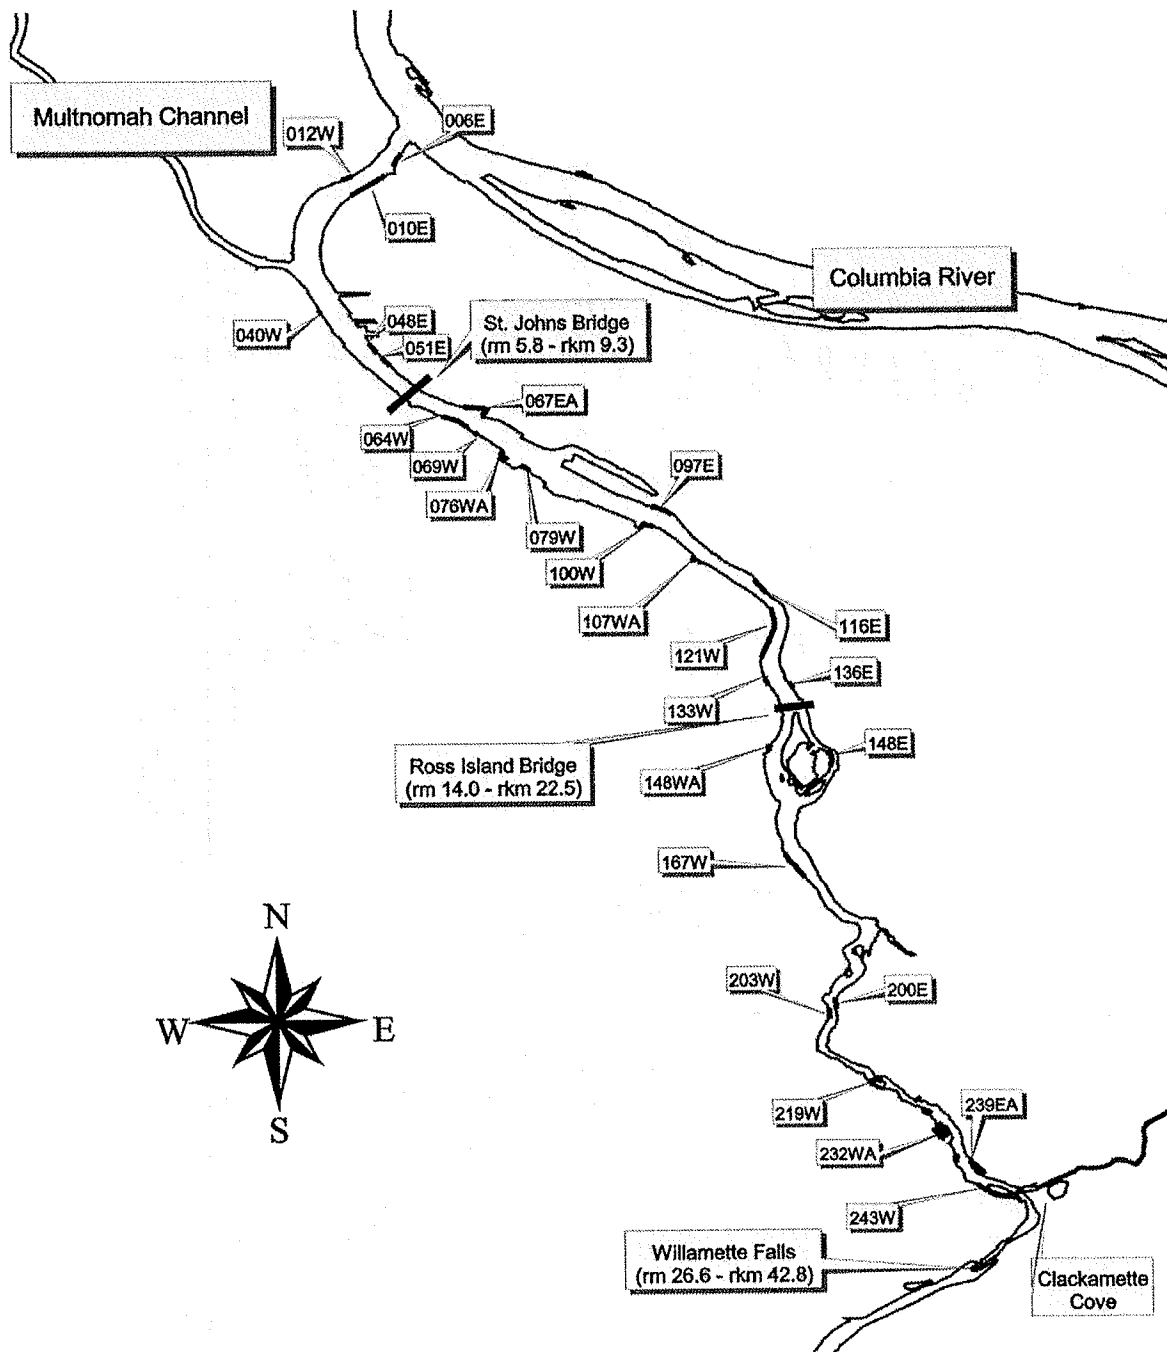 006E
Multnomah Channel
012W
010E
Columbia River
048E
St. Johns Bridge
(rm 5.8 - rkm 9.3)
040W
051E
067EA
064W
069W
097E
076WA
079W
100W
107WA
116E
121W
136E
133W
148E
Ross Island Bridge
(rm 14.0 - rkm 22.5)
148WA
167W
N
W
E
S
203W
200E
219W
239EA
232WA
243W
Willamette Falls
(rm 26.6 - rkm 42.8)
Clackamette
Cove